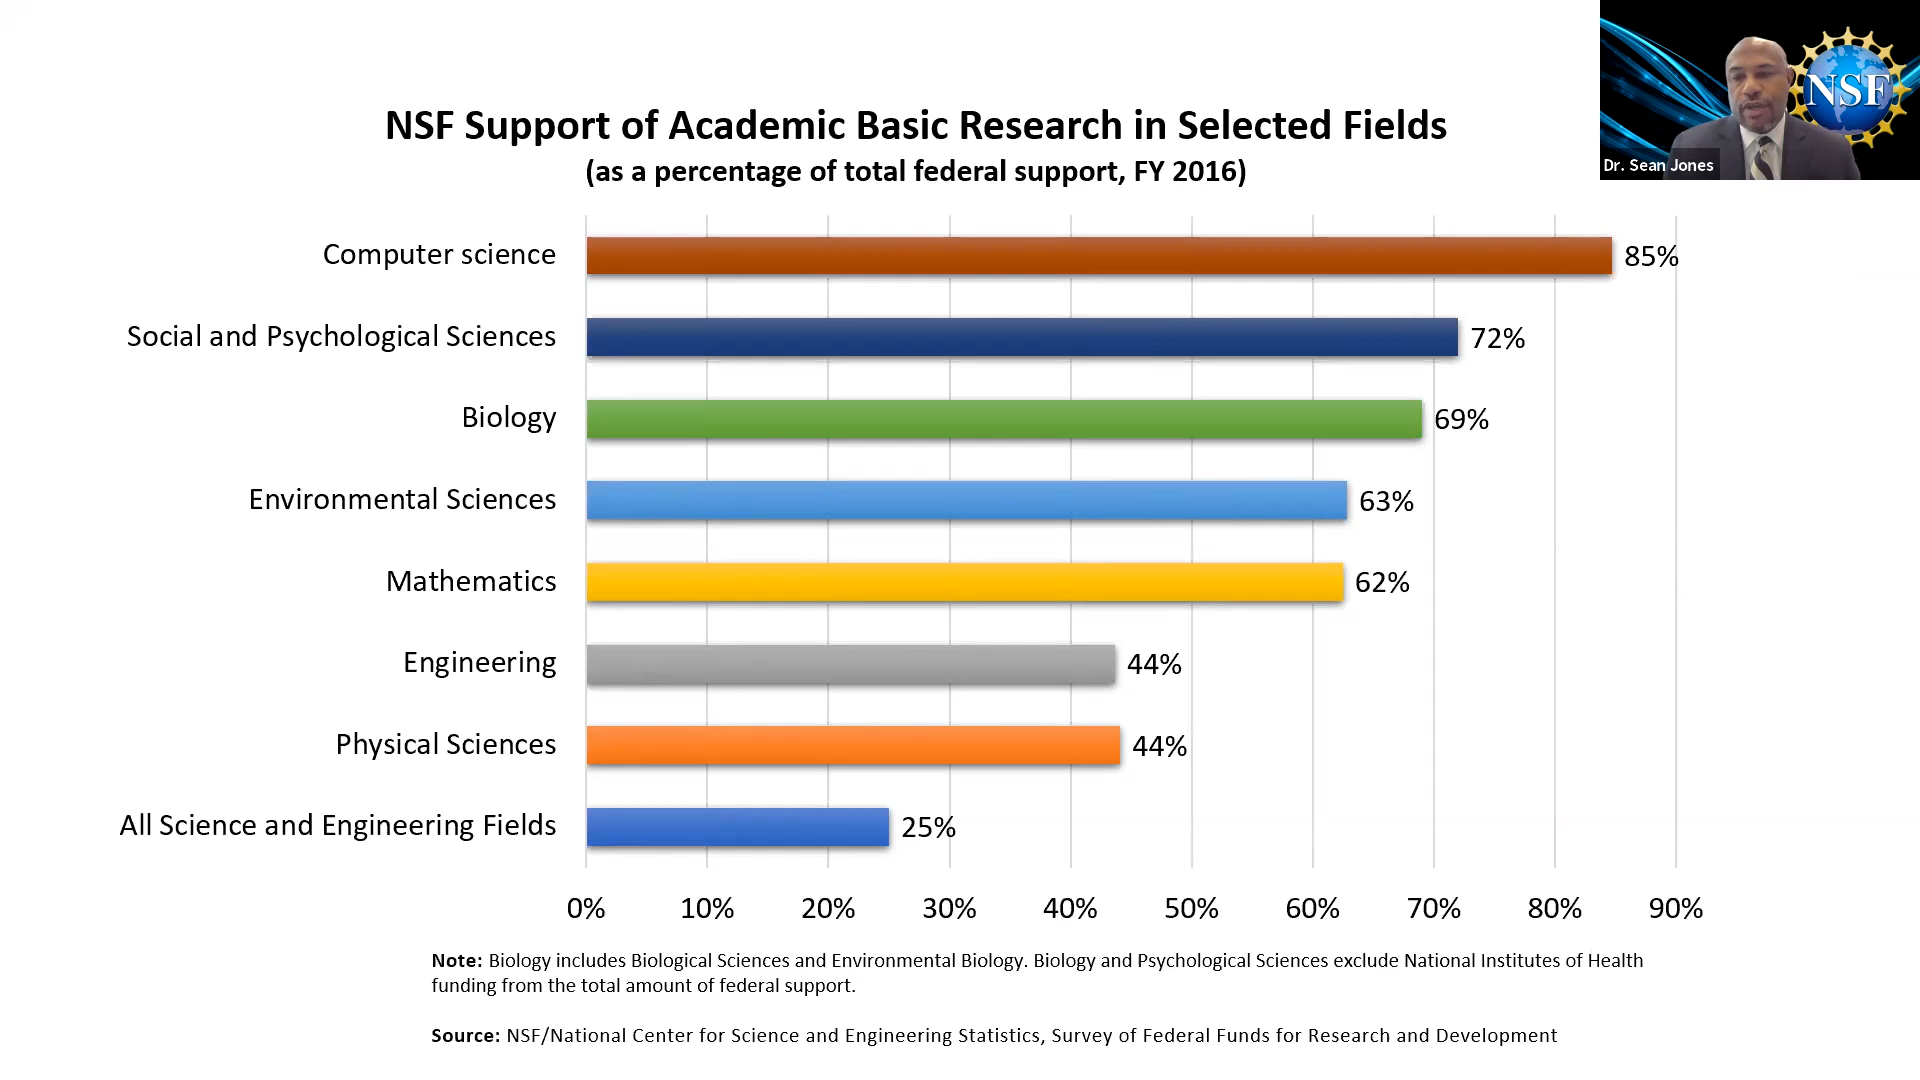 NSF
Dr. Sean Jones
NSF Support of Academic Basic Research in Selected Fields
(as a percentage of total federal support, FY 2016)
Computer science 85%
Social and Psychological Sciences 72%
Biology 69%
Environmental Sciences 63%
Mathematics 62%
Engineering 44%
Physical Sciences 44%
All Science and Engineering Fields 25%
0% 10% 20% 30% 40% 50% 60% 70% 80% 90%
Note: Biology includes Biological Sciences and Environmental Biology. Biology and Psychological Sciences exclude National Institutes of Health
funding from the total amount of federal support.
Source: NSF/National Center for Science and Engineering Statistics, Survey of Federal Funds for Research and Development